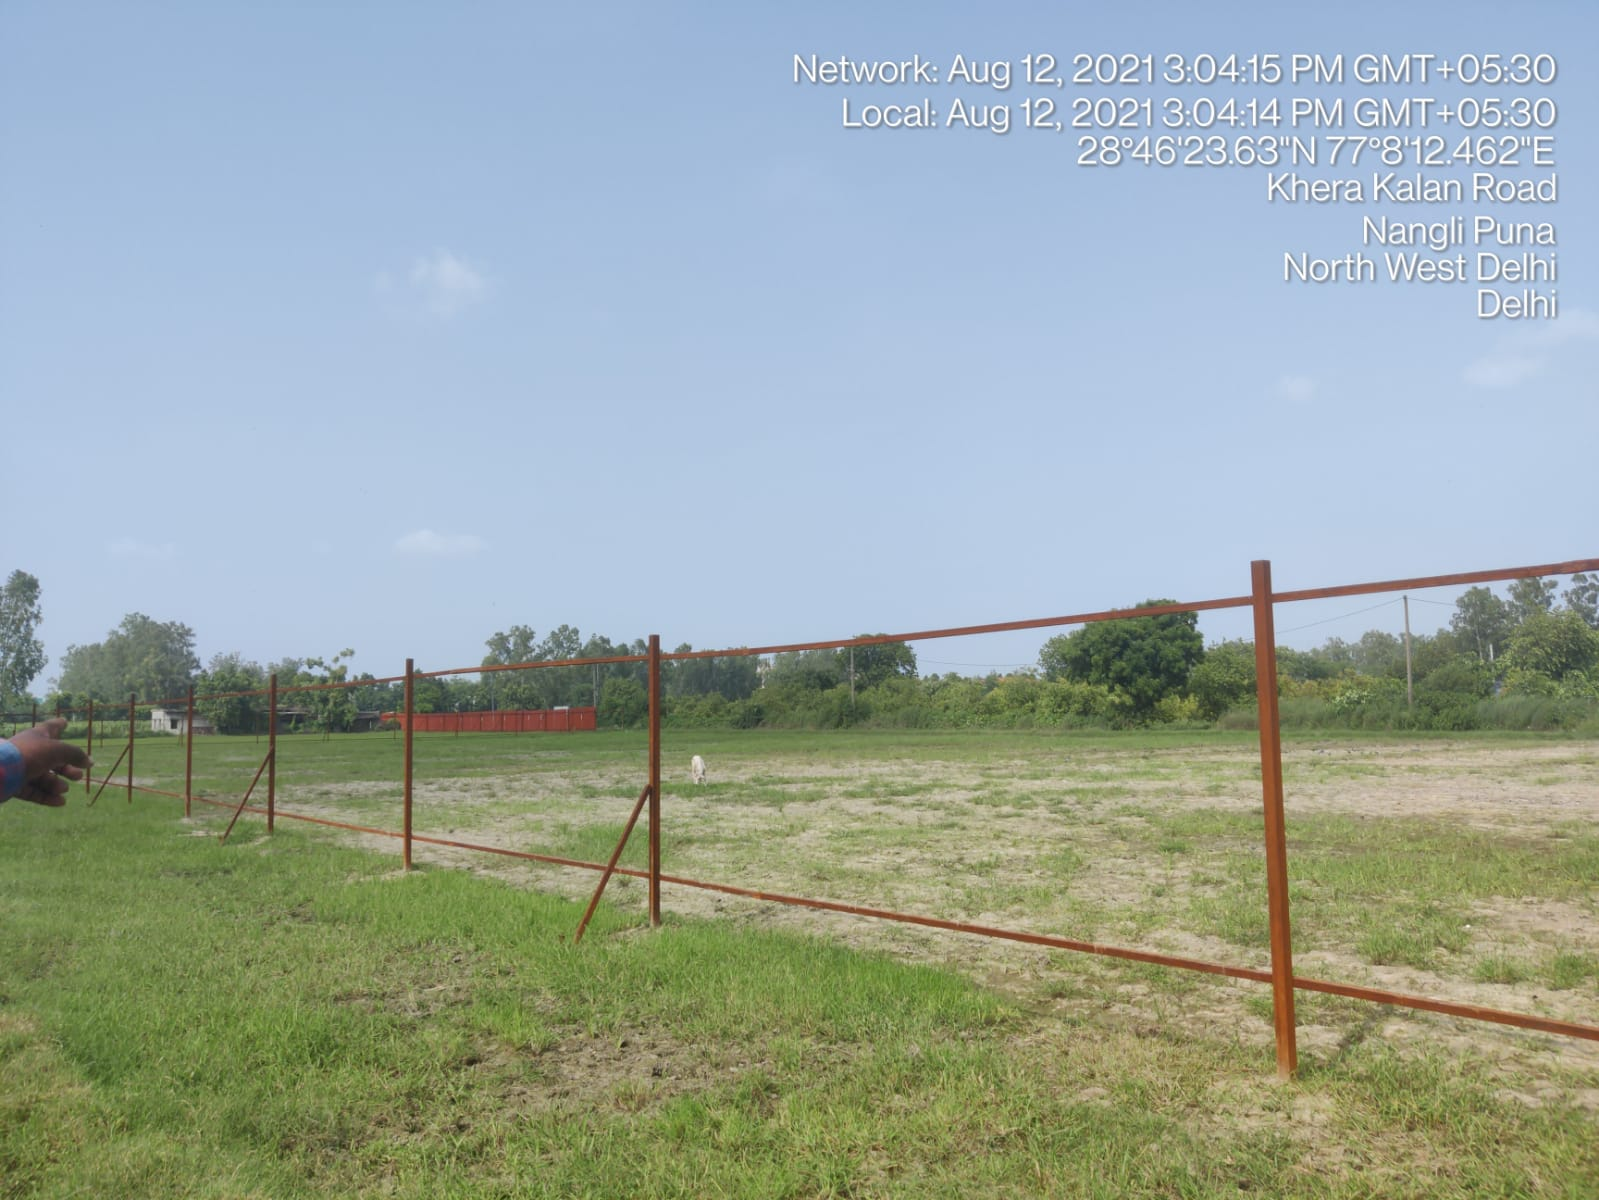 Network: Aug 12, 2021 3:04:15 PM GMT+05:30
Local: Aug 12, 2021 3:04:14 PM GMT+05:30
28°46'23.63"N 77°8'12.462"E
Khera Kalan Road
Nangli Puna
North West Delhi
Delhi